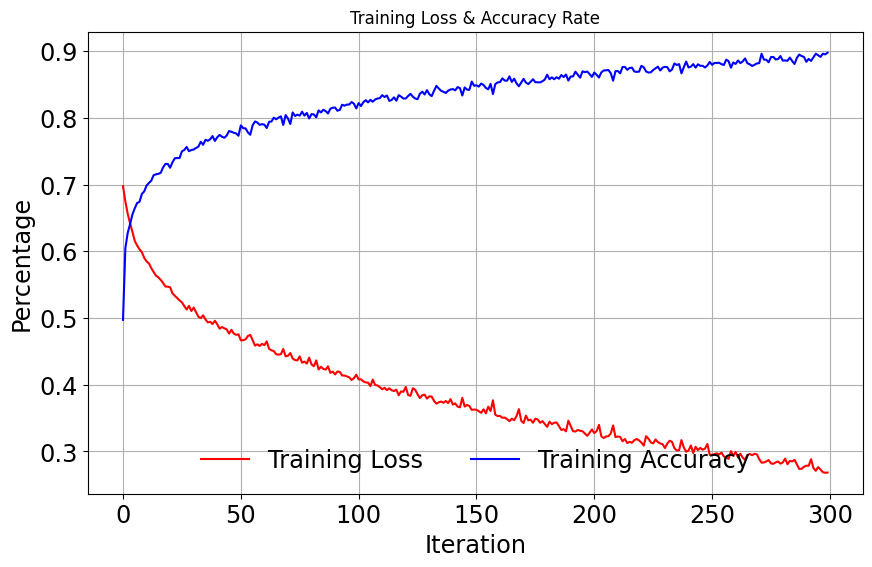 Training Loss & Accuracy Rate
0.9
0.8
0.7
0.6
0.5
0.4
0.3
Percentage
Training Loss
Training Accuracy
0
50
100
150
200
250
300
Iteration